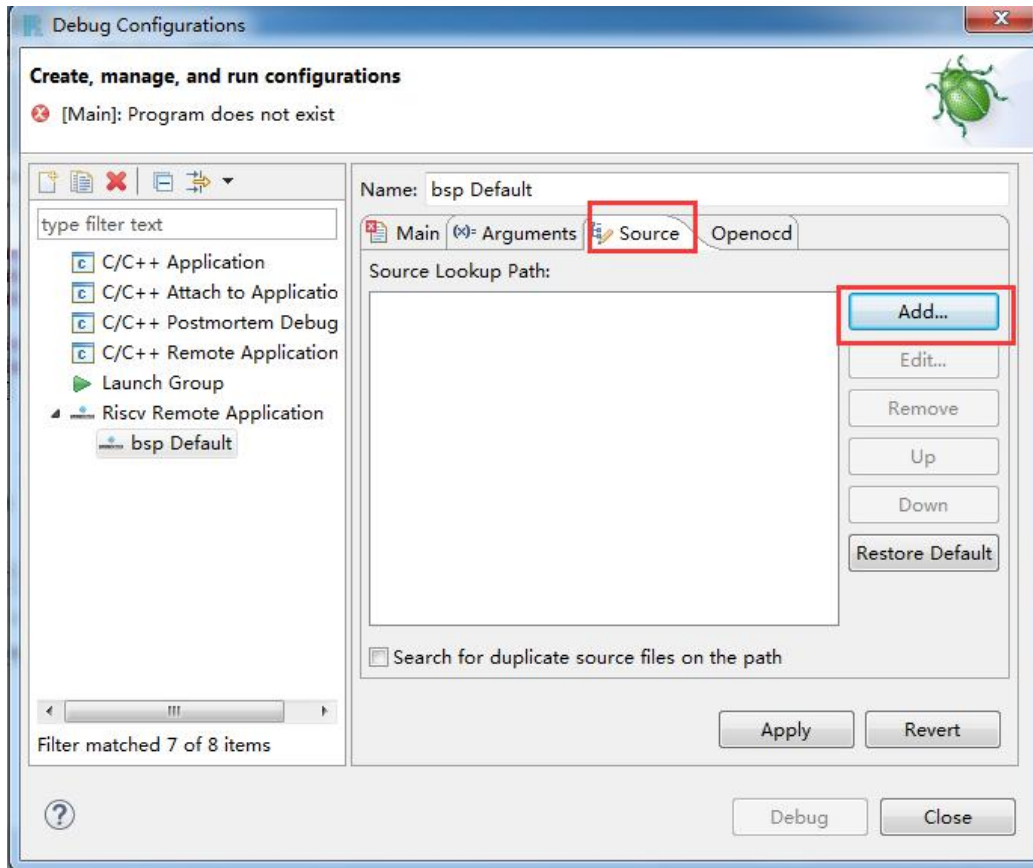 Debug Configurations
Create, manage, and run configurations
[Main]: Program does not exist
type filter text
C/C++ Application
C/C++ Attach to Applicatio
C/C++ Postmortem Debug
C/C++ Remote Application
Launch Group
Riscv Remote Application
bsp Default
Filter matched 7 of 8 items
Name: bsp Default
Main (x)= Arguments Source Openocd
Source Lookup Path:
Add...
Edit...
Remove
Up
Down
Restore Default
Search for duplicate source files on the path
Apply Revert
? Debug Close